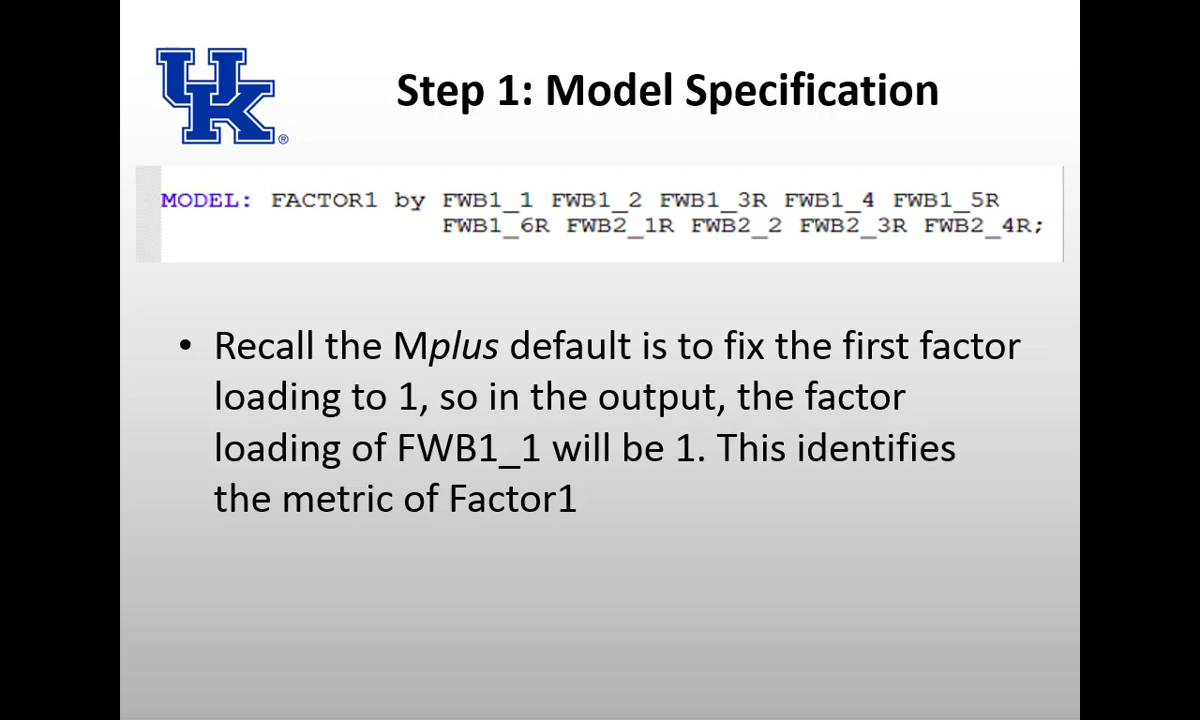 UK®
Step 1: Model Specification
MODEL: FACTOR1 by FWB1_1 FWB1_2 FWB1_3R FWB1_4 FWB1_5R
FWB1_6R FWB2_1R FWB2_2 FWB2_3R FWB2_4R;
• Recall the Mplus default is to fix the first factor
loading to 1, so in the output, the factor
loading of FWB1_1 will be 1. This identifies
the metric of Factor1